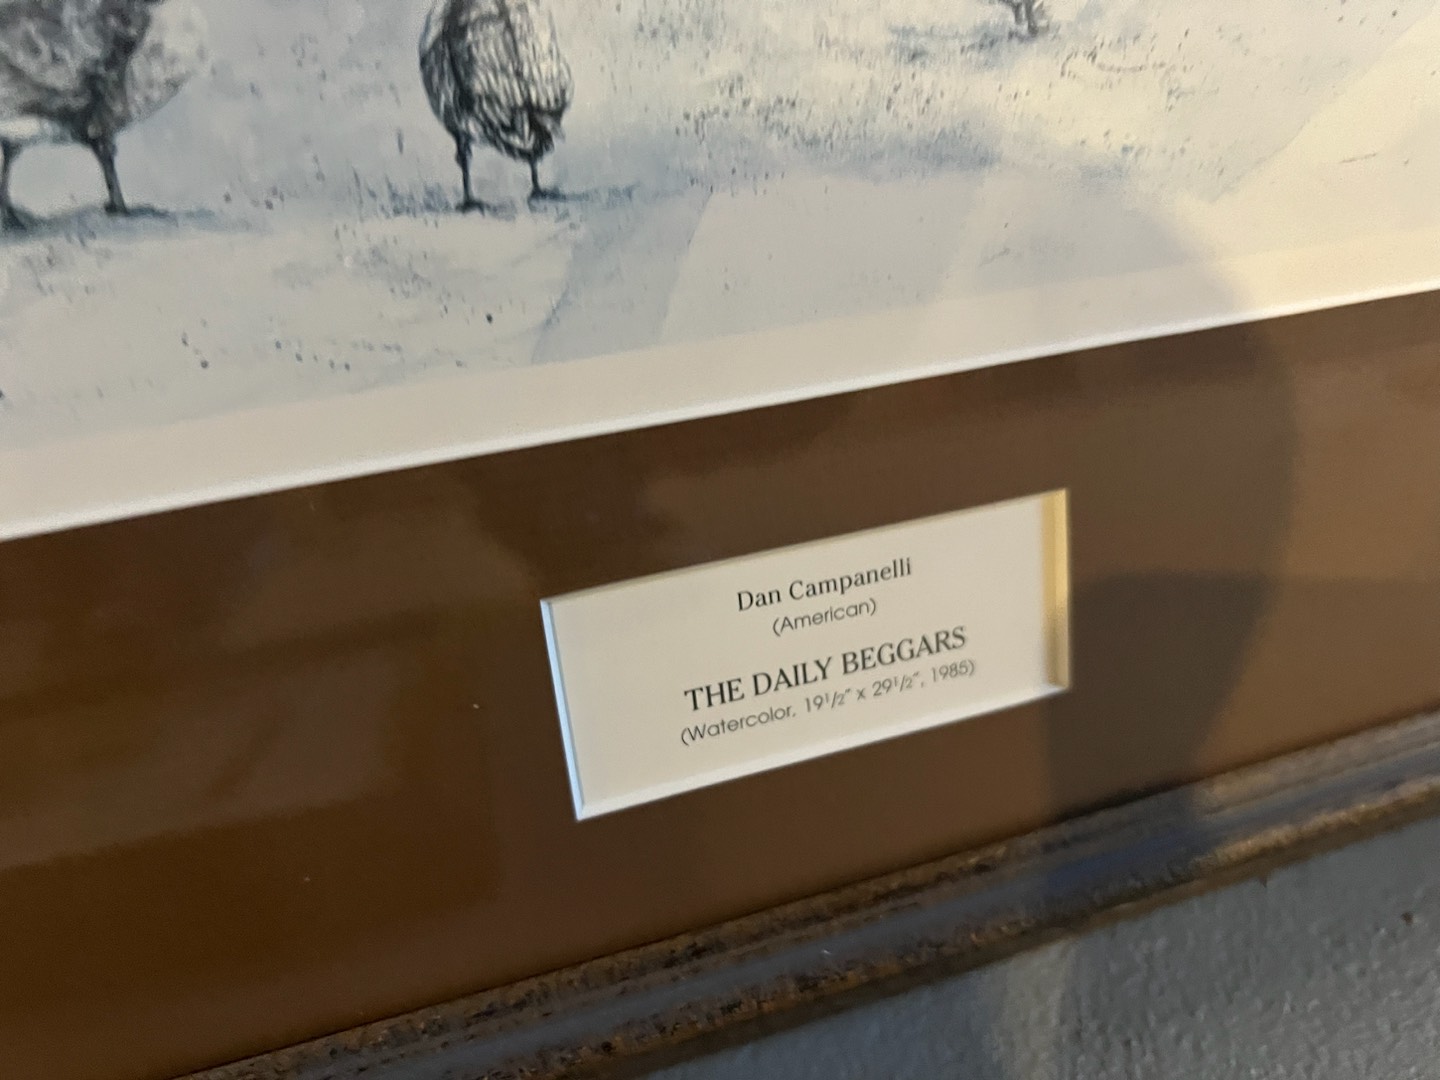 Dan Campanelli
(American)
THE DAILY BEGGARS
(Watercolor, 19½" x 29½", 1985)